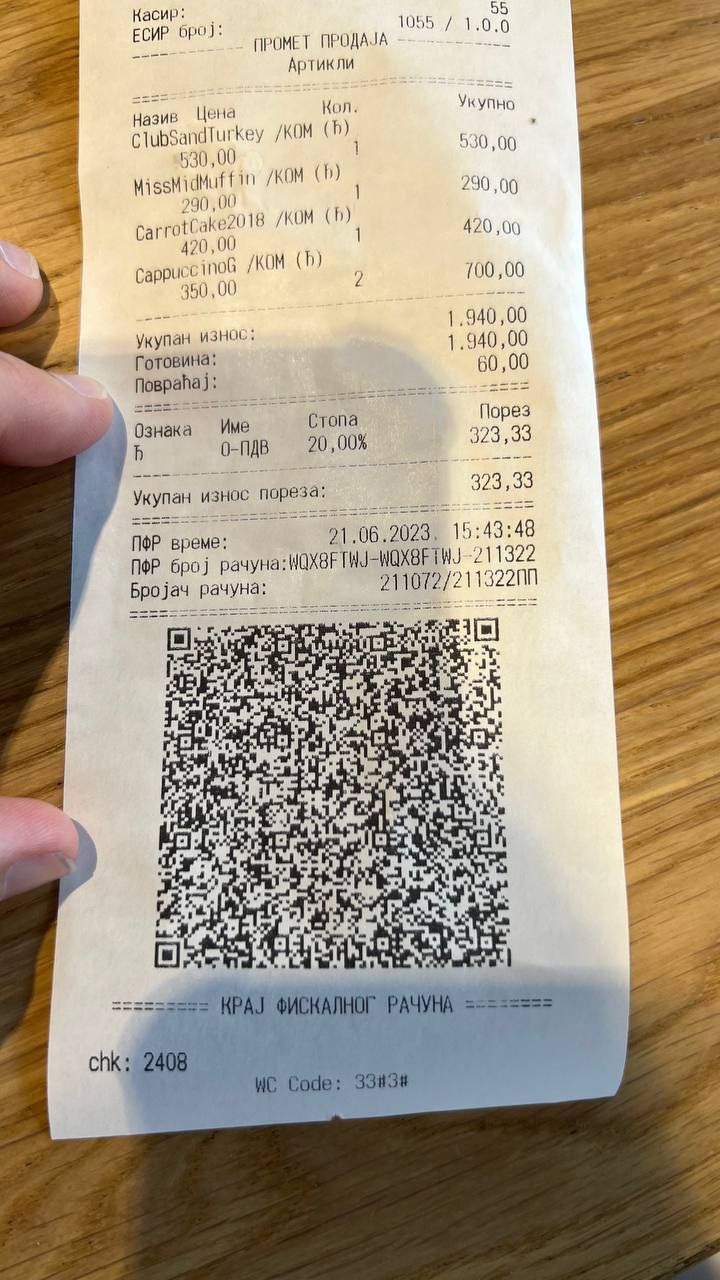 Касир: 55
ЕСИР број: 1055 / 1.0.0
------------ ПРОМЕТ ПРОДАЈА ------------
Артикли
========================================
Назив Цена Кол. Укупно
ClubSandTurkey /КОМ (Ђ)
530,00 1 530,00
MissMidMuffin /КОМ (Ђ)
290,00 1 290,00
CarrotCake2018 /КОМ (Ђ)
420,00 1 420,00
CappuccinoG /КОМ (Ђ)
350,00 2 700,00
----------------------------------------
Укупан износ: 1.940,00
Готовина: 1.940,00
Повраћај: 60,00
========================================
Ознака Име Стопа Порез
Ђ О-ПДВ 20,00% 323,33
----------------------------------------
Укупан износ пореза: 323,33
========================================
ПФР време: 21.06.2023. 15:43:48
ПФР број рачуна:WQX8FTWJ-WQX8FTWJ-211322
Бројач рачуна: 211072/211322ПП
========================================
========= КРАЈ ФИСКАЛНОГ РАЧУНА ========
chk: 2408
WC Code: 33#3#